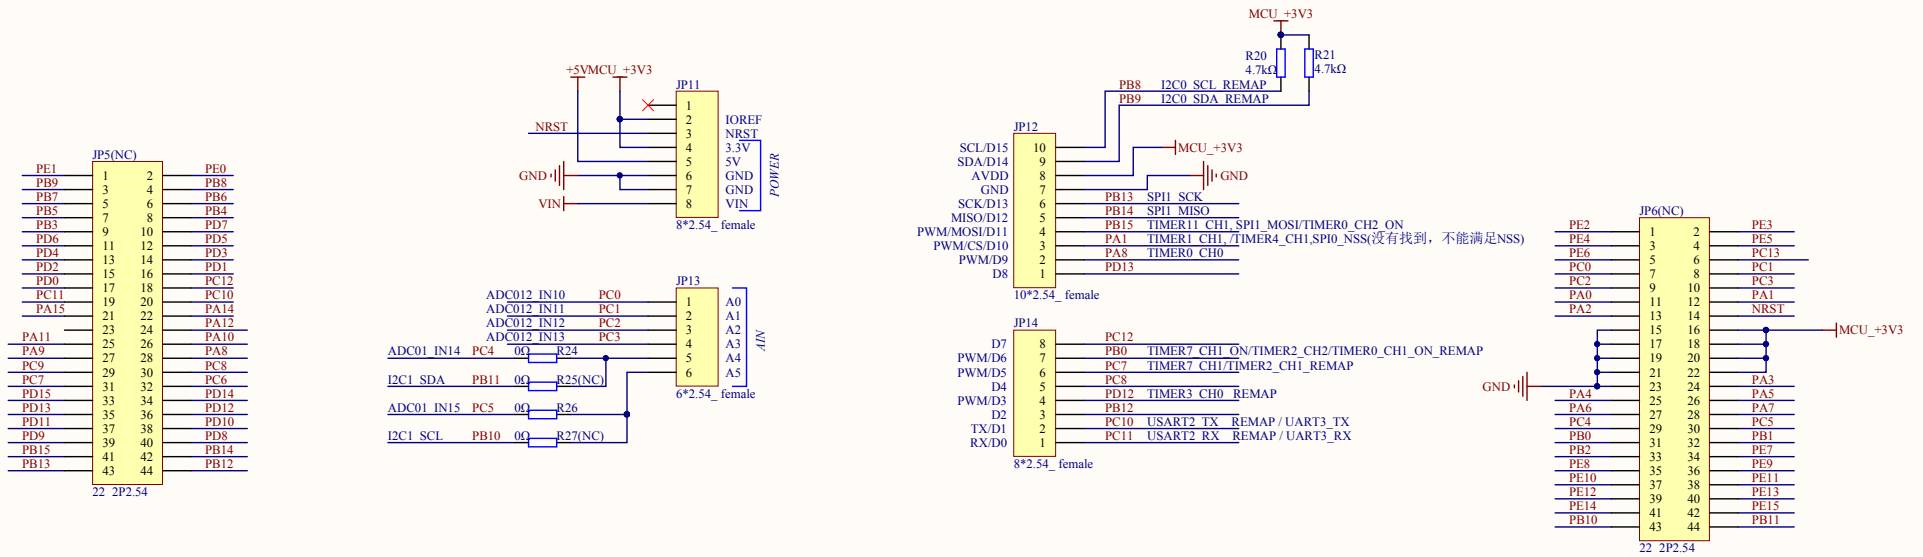 JP5(NC)
PE1 1 2 PE0
PB9 3 4 PB8
PB7 5 6 PB6
PB5 7 8 PB4
PB3 9 10 PD7
PD6 11 12 PD5
PD4 13 14 PD3
PD2 15 16 PD1
PD0 17 18 PC12
PC11 19 20 PC10
PA15 21 22 PA14
23 24 PA12
PA11 25 26 PA10
PA9 27 28 PA8
PC9 29 30 PC8
PC7 31 32 PC6
PD15 33 34 PD14
PD13 35 36 PD12
PD11 37 38 PD10
PD9 39 40 PD8
PB15 41 42 PB14
PB13 43 44 PB12
22_2P2.54
+5V MCU_+3V3
JP11
1
2 IOREF
NRST 3 NRST
4 3.3V
5 5V
GND 6 GND
7 GND
VIN 8 VIN
POWER
8*2.54_ female
JP13
ADC012_IN10 PC0 1 A0
ADC012_IN11 PC1 2 A1
ADC012_IN12 PC2 3 A2
ADC012_IN13 PC3 4 A3
ADC01_IN14 PC4 0Ω R24 5 A4
6 A5
AIN
I2C1_SDA PB11 0Ω R25(NC)
6*2.54_ female
ADC01_IN15 PC5 0Ω R26
I2C1_SCL PB10 0Ω R27(NC)
MCU_+3V3
R20 4.7kΩ
R21 4.7kΩ
PB8 I2C0_SCL_REMAP
PB9 I2C0_SDA_REMAP
JP12
SCL/D15 10 MCU_+3V3
SDA/D14 9
AVDD 8 GND
GND 7
SCK/D13 6 PB13 SPI1_SCK
MISO/D12 5 PB14 SPI1_MISO
PWM/MOSI/D11 4 PB15 TIMER11_CH1, SPI1_MOSI/TIMER0_CH2_ON
PWM/CS/D10 3 PA1 TIMER1_CH1, /TIMER4_CH1,SPI0_NSS(没有找到，不能满足NSS)
PWM/D9 2 PA8 TIMER0_CH0
D8 1 PD13
10*2.54_ female
JP14
D7 8 PC12
PWM/D6 7 PB0 TIMER7_CH1_ON/TIMER2_CH2/TIMER0_CH1_ON_REMAP
PWM/D5 6 PC7 TIMER7_CH1/TIMER2_CH1_REMAP
D4 5 PC8
PWM/D3 4 PD12 TIMER3_CH0_REMAP
D2 3 PB12
TX/D1 2 PC10 USART2_TX_REMAP / UART3_TX
RX/D0 1 PC11 USART2_RX_REMAP / UART3_RX
8*2.54_ female
JP6(NC)
PE2 1 2 PE3
PE4 3 4 PE5
PE6 5 6 PC13
PC0 7 8 PC1
PC2 9 10 PC3
PA0 11 12 PA1
PA2 13 14 NRST
15 16 MCU_+3V3
17 18
19 20
21 22
GND 23 24 PA3
PA4 25 26 PA5
PA6 27 28 PA7
PC4 29 30 PC5
PB0 31 32 PB1
PB2 33 34 PE7
PE8 35 36 PE9
PE10 37 38 PE11
PE12 39 40 PE13
PE14 41 42 PE15
PB10 43 44 PB11
22_2P2.54